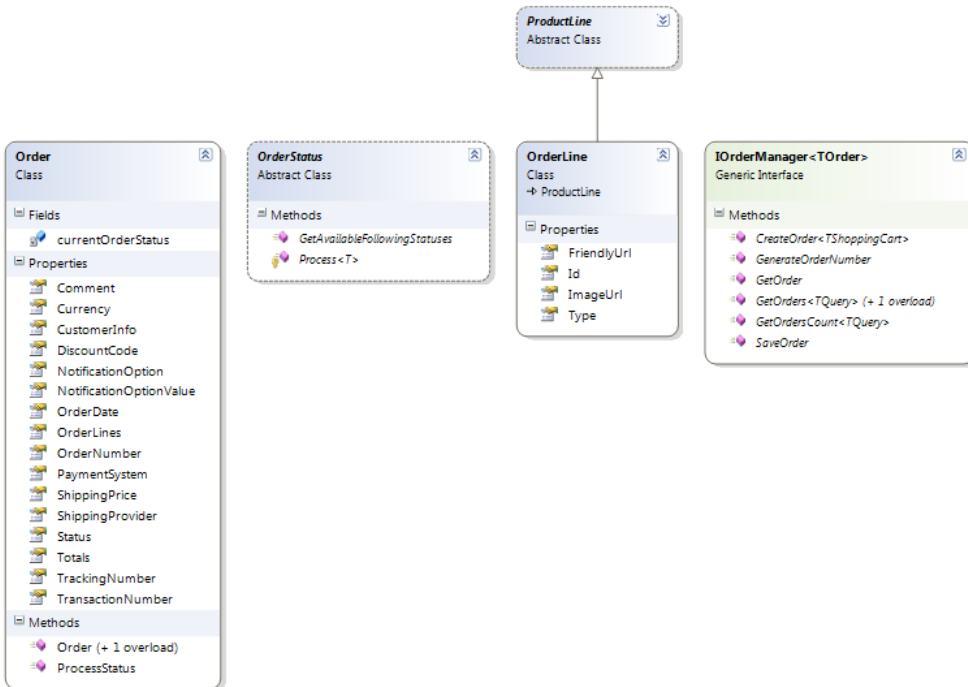 ProductLine
Abstract Class
Order
Class
Fields
currentOrderStatus
Properties
Comment
Currency
CustomerInfo
DiscountCode
NotificationOption
NotificationOptionValue
OrderDate
OrderLines
OrderNumber
PaymentSystem
ShippingPrice
ShippingProvider
Status
Totals
TrackingNumber
TransactionNumber
Methods
Order (+ 1 overload)
ProcessStatus
OrderStatus
Abstract Class
Methods
GetAvailableFollowingStatuses
Process<T>
OrderLine
Class
ProductLine
Properties
FriendlyUrl
Id
ImageUrl
Type
IOrderManager<TOrder>
Generic Interface
Methods
CreateOrder<TShoppingCart>
GenerateOrderNumber
GetOrder
GetOrders<TQuery> (+ 1 overload)
GetOrdersCount<TQuery>
SaveOrder